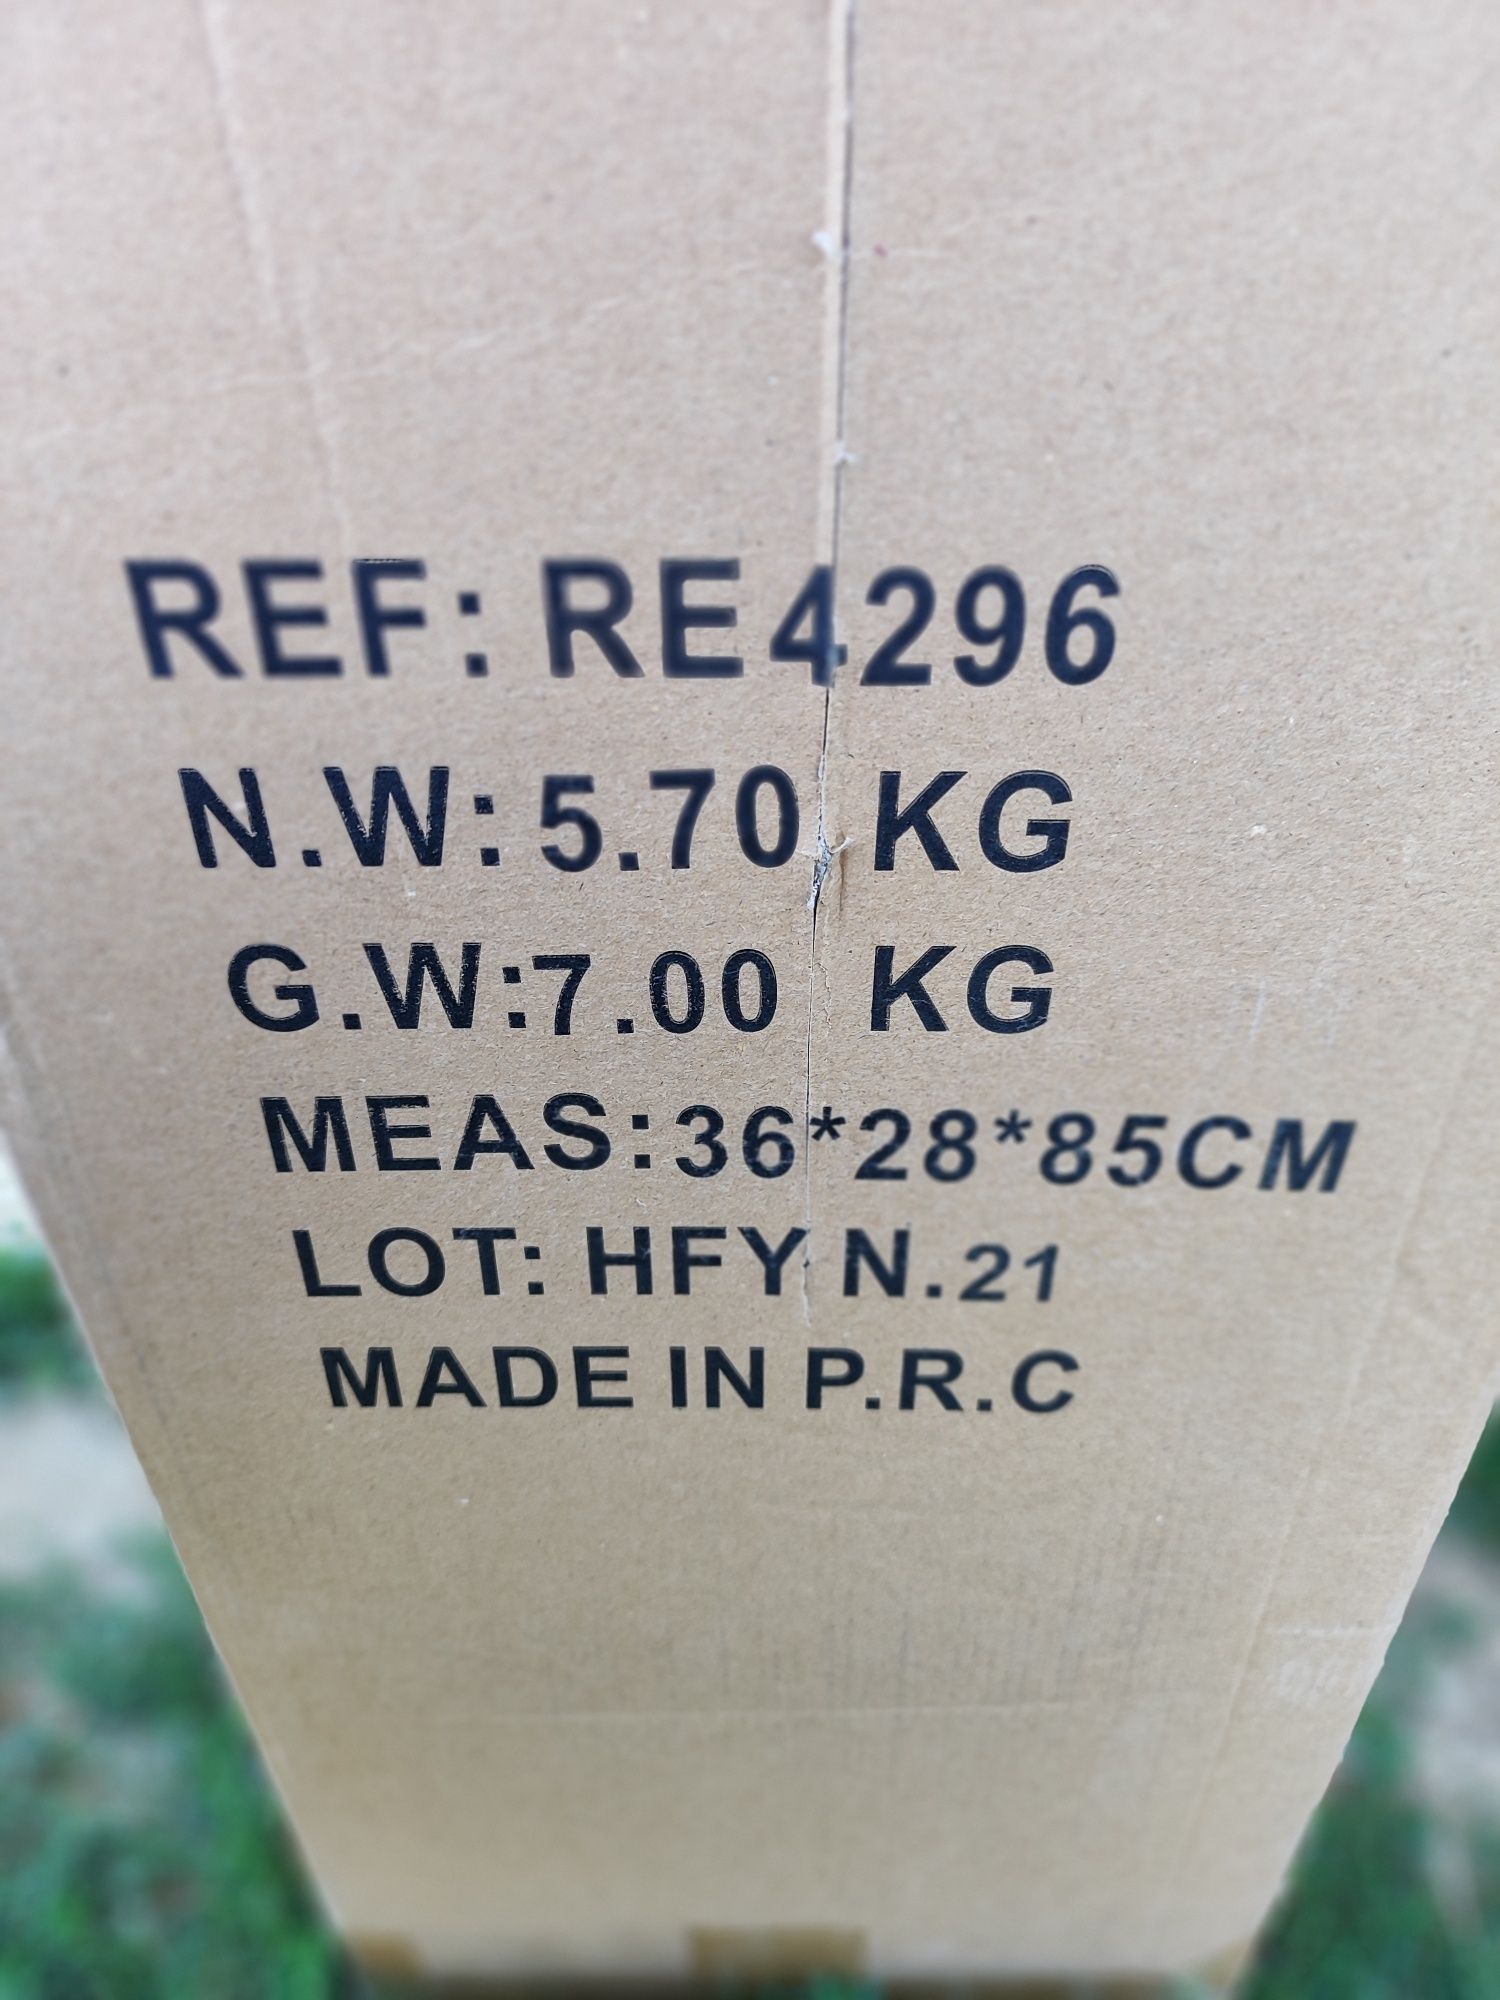 REF: RE4296
N.W: 5.70 KG
G.W:7.00 KG
MEAS:36*28*85CM
LOT: HFY N.21
MADE IN P.R.C